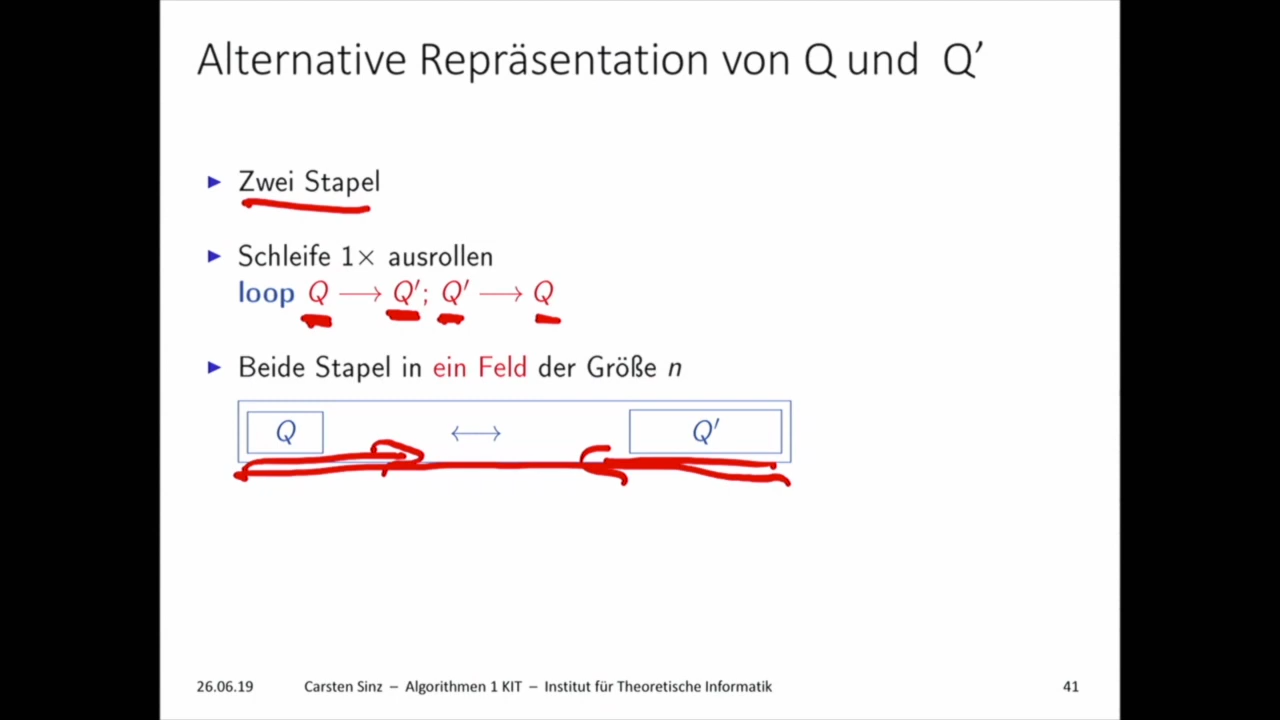 Alternative Repräsentation von Q und Q′
Zwei Stapel
Schleife 1× ausrollen
loop Q ⟶ Q′; Q′ ⟶ Q
Beide Stapel in ein Feld der Größe n
Q ⟷ Q′
26.06.19 Carsten Sinz – Algorithmen 1 KIT – Institut für Theoretische Informatik 41